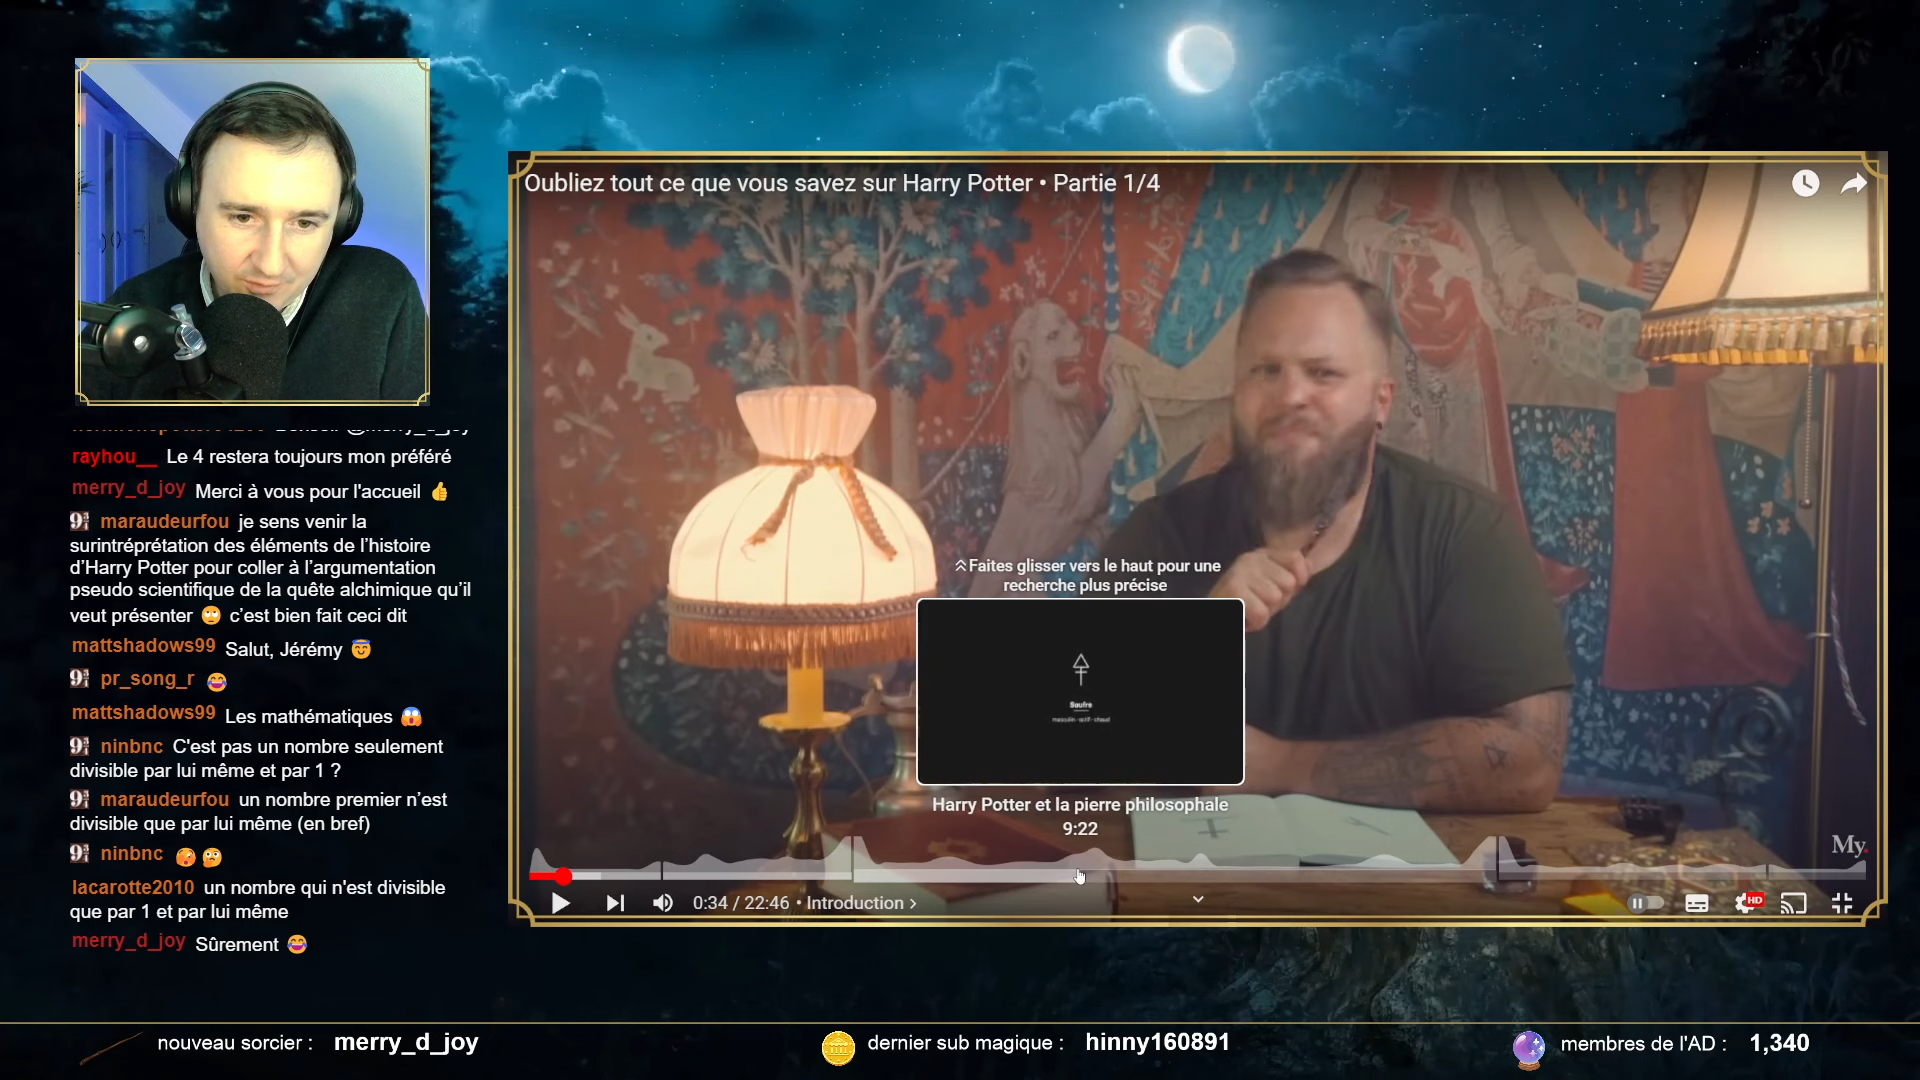 rayhou__ Le 4 restera toujours mon préféré
merry_d_joy Merci à vous pour l'accueil 👍
maraudeurfou je sens venir la
surintréprétation des éléments de l’histoire
d’Harry Potter pour coller à l’argumentation
pseudo scientifique de la quête alchimique qu’il
veut présenter 🙄 c’est bien fait ceci dit
mattshadows99 Salut, Jérémy 😇
pr_song_r 😂
mattshadows99 Les mathématiques 😱
ninbnc C'est pas un nombre seulement
divisible par lui même et par 1 ?
maraudeurfou un nombre premier n’est
divisible que par lui même (en bref)
ninbnc
lacarotte2010 un nombre qui n'est divisible
que par 1 et par lui même
merry_d_joy Sûrement 😂
Oubliez tout ce que vous savez sur Harry Potter • Partie 1/4
Faites glisser vers le haut pour une
recherche plus précise
Soufre
masculin · actif · chaud
Harry Potter et la pierre philosophale
9:22
My.
0:34 / 22:46 • Introduction >
HD
nouveau sorcier : merry_d_joy
dernier sub magique : hinny160891
membres de l'AD : 1,340